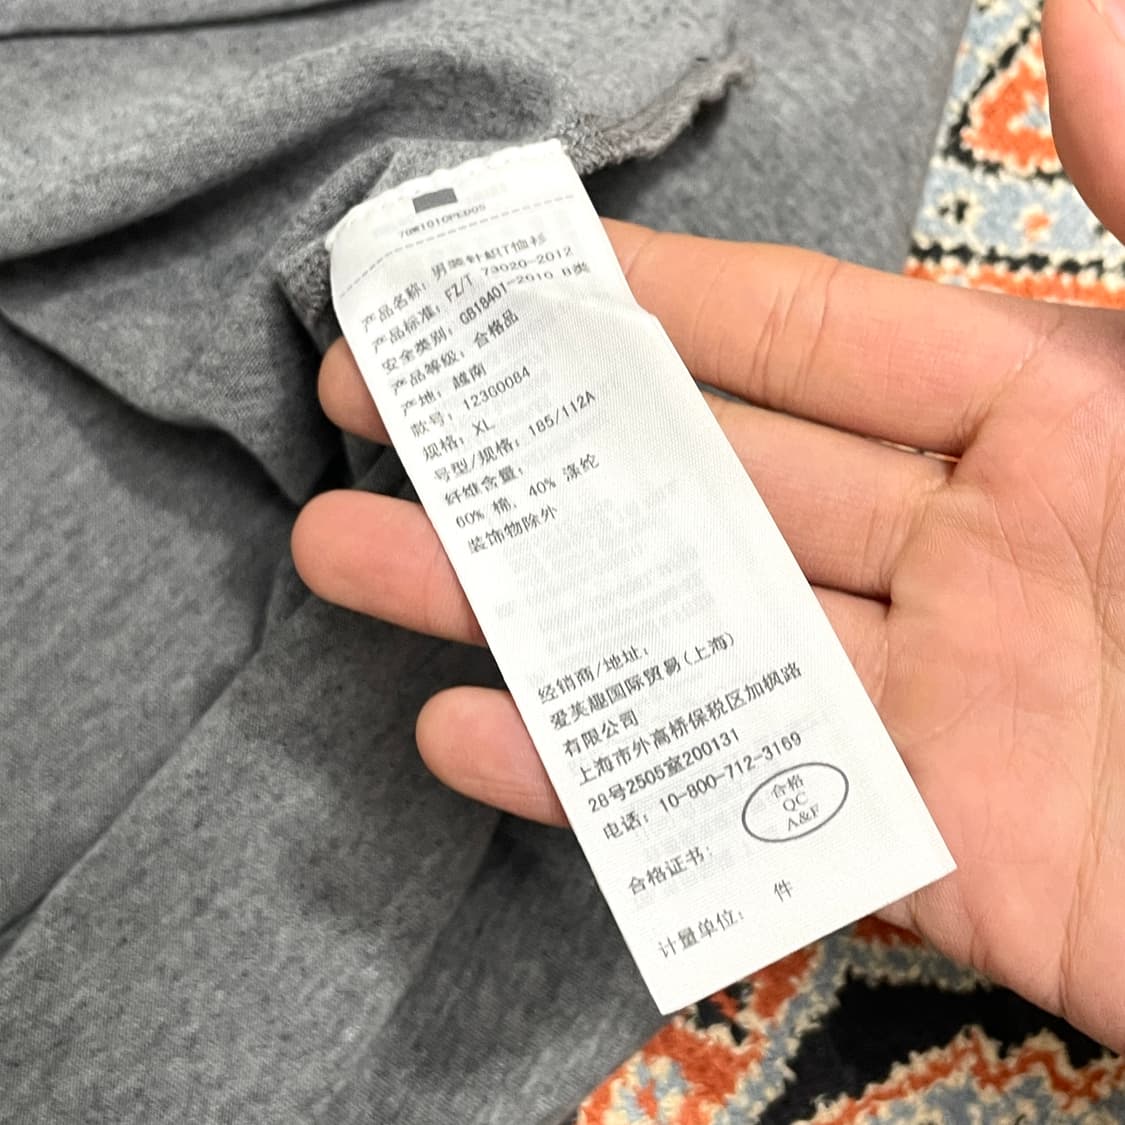 产品名称: 男装针织T恤衫
产品标准: FZ/T 73020-2012
安全类别: GB18401-2010 B类
产品等级: 合格品
产地: 越南
款号: 123G0084
规格: XL
号型/规格: 185/112A
纤维含量:
60% 棉, 40% 涤纶
装饰物除外
经销商/地址:
爱芙趣国际贸易(上海)
有限公司
上海市外高桥保税区加枫路
28号2505室200131
电话: 10-800-712-3169
合格
QC
A&F
合格证书:
计量单位: 件